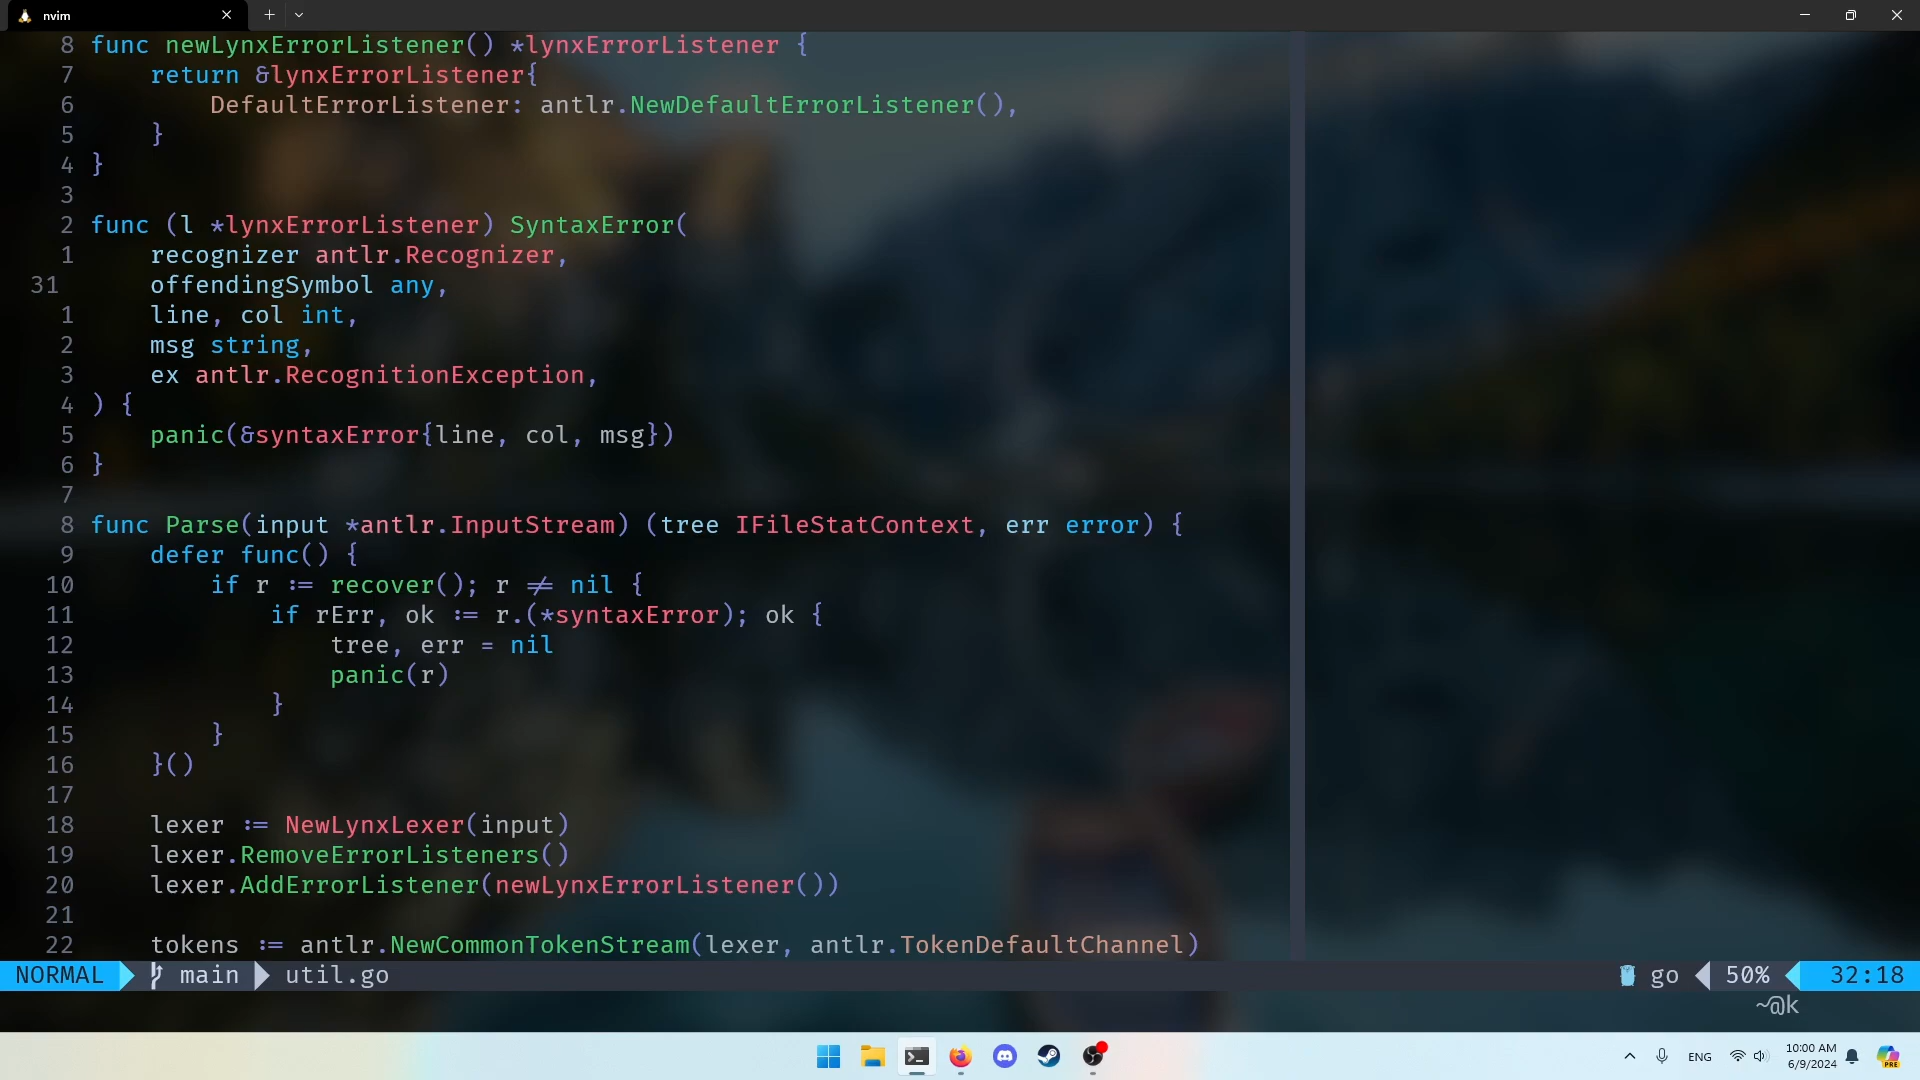 nvim
8 func newLynxErrorListener() *lynxErrorListener {
7     return &lynxErrorListener{
6         DefaultErrorListener: antlr.NewDefaultErrorListener(),
5     }
4 }
3
2 func (l *lynxErrorListener) SyntaxError(
1     recognizer antlr.Recognizer,
31     offendingSymbol any,
1     line, col int,
2     msg string,
3     ex antlr.RecognitionException,
4 ) {
5     panic(&syntaxError{line, col, msg})
6 }
7
8 func Parse(input *antlr.InputStream) (tree IFileStatContext, err error) {
9     defer func() {
10         if r := recover(); r != nil {
11             if rErr, ok := r.(*syntaxError); ok {
12                 tree, err = nil
13                 panic(r)
14             }
15         }
16     }()
17
18     lexer := NewLynxLexer(input)
19     lexer.RemoveErrorListeners()
20     lexer.AddErrorListener(newLynxErrorListener())
21
22     tokens := antlr.NewCommonTokenStream(lexer, antlr.TokenDefaultChannel)
NORMAL main util.go go 50% 32:18
~@k
ENG 10:00 AM
6/9/2024
PRE